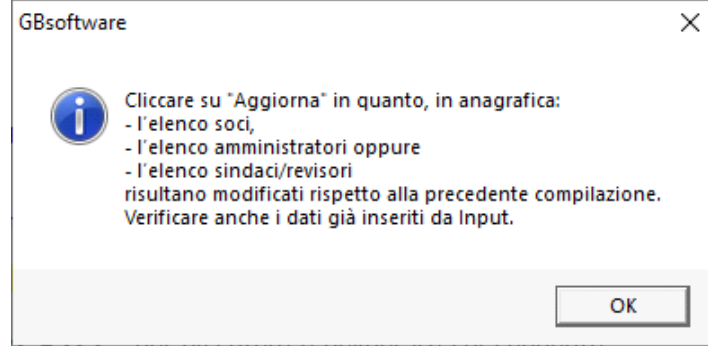 GBsoftware
Cliccare su "Aggiorna" in quanto, in anagrafica:
- l'elenco soci,
- l'elenco amministratori oppure
- l'elenco sindaci/revisori
risultano modificati rispetto alla precedente compilazione.
Verificare anche i dati già inseriti da Input.
OK